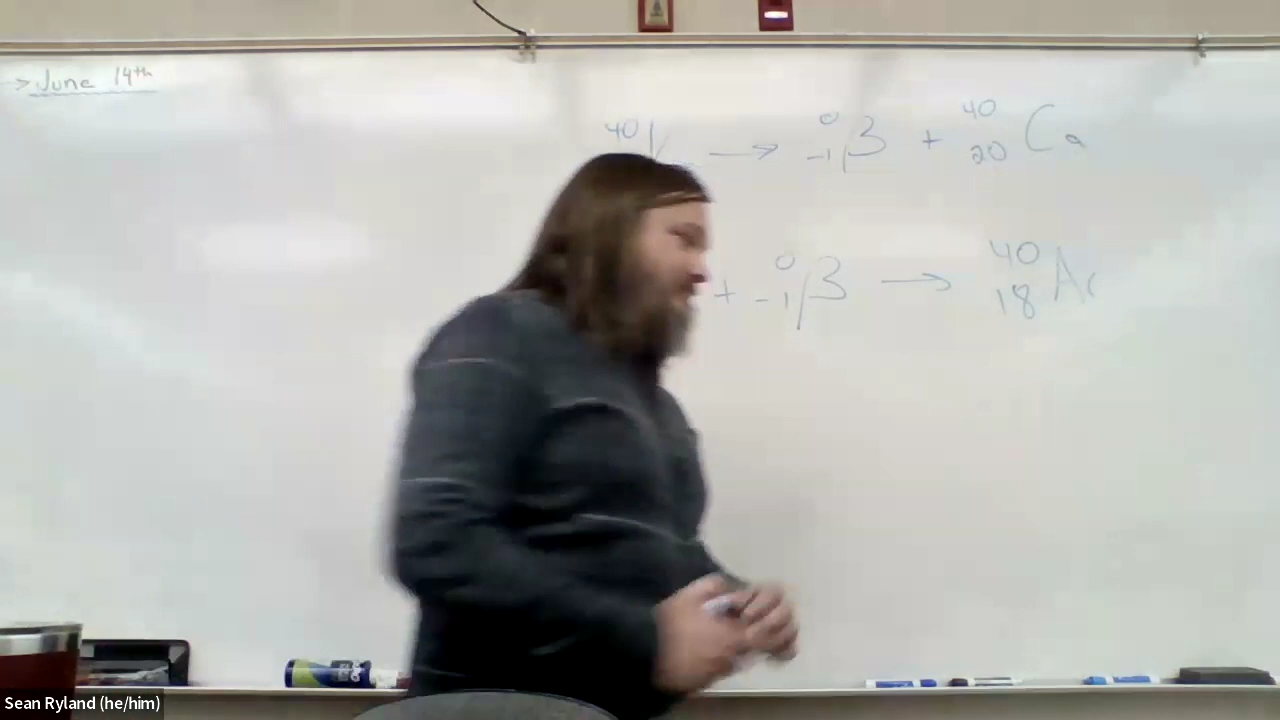 > June 14th
40 K → 0 -1 β + 40 20 Ca
+ 0 -1 β → 40 18 Ar
Sean Ryland (he/him)